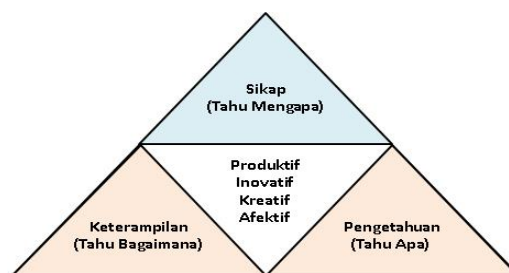 Sikap
(Tahu Mengapa)
Produktif
Inovatif
Kreatif
Afektif
Keterampilan
(Tahu Bagaimana)
Pengetahuan
(Tahu Apa)